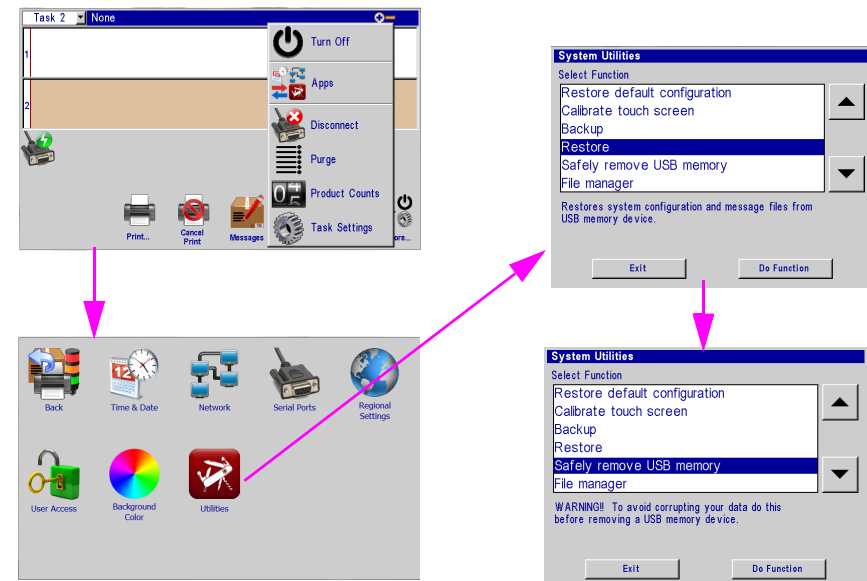 Task 2 None
1
2
Turn Off
Apps
Disconnect
Purge
Product Counts
Task Settings
Print...
Cancel
Print
Messages
ore...
Back
Time & Date
Network
Serial Ports
Regional
Settings
User Access
Background
Color
Utilities
System Utilities
Select Function
Restore default configuration
Calibrate touch screen
Backup
Restore
Safely remove USB memory
File manager
Restores system configuration and message files from
USB memory device.
Exit Do Function
System Utilities
Select Function
Restore default configuration
Calibrate touch screen
Backup
Restore
Safely remove USB memory
File manager
WARNING!! To avoid corrupting your data do this
before removing a USB memory device.
Exit Do Function